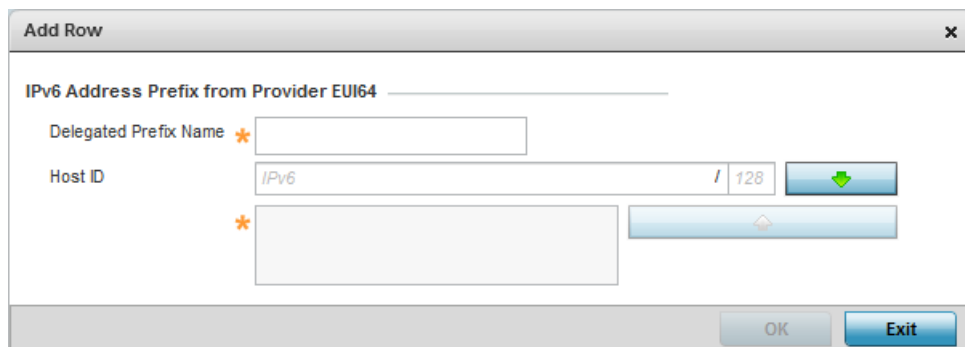 Add Row ×
IPv6 Address Prefix from Provider EUI64
Delegated Prefix Name *
Host ID IPv6 / 128
*
OK Exit